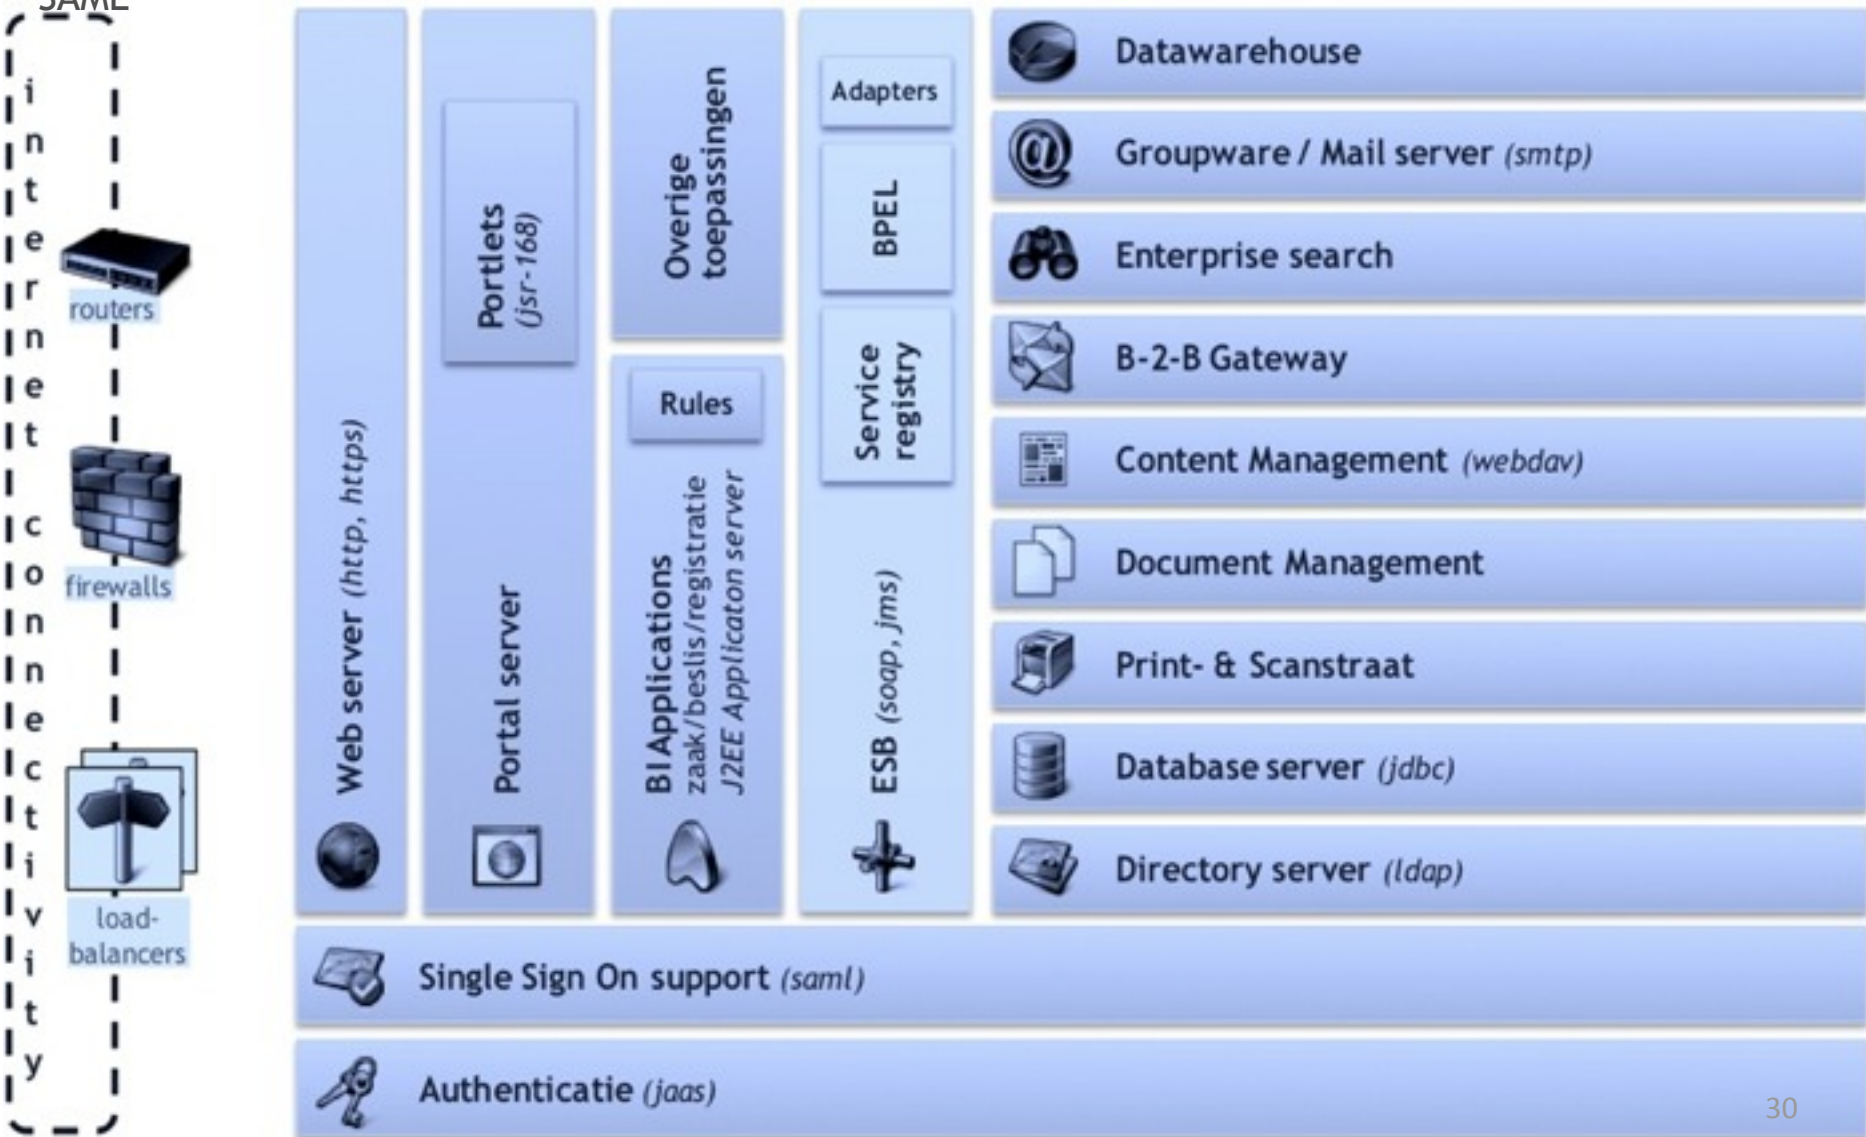 SAME
internet connectivity
routers
firewalls
load-
balancers
Web server (http, https)
Portlets
(jsr-168)
Portal server
Overige
toepassingen
Rules
BI Applications
zaak/beslis/registratie
J2EE Applicaton server
Adapters
BPEL
Service
registry
ESB (soap, jms)
Datawarehouse
Groupware / Mail server (smtp)
Enterprise search
B-2-B Gateway
Content Management (webdav)
Document Management
Print- & Scanstraat
Database server (jdbc)
Directory server (ldap)
Single Sign On support (saml)
Authenticatie (jaas)
30